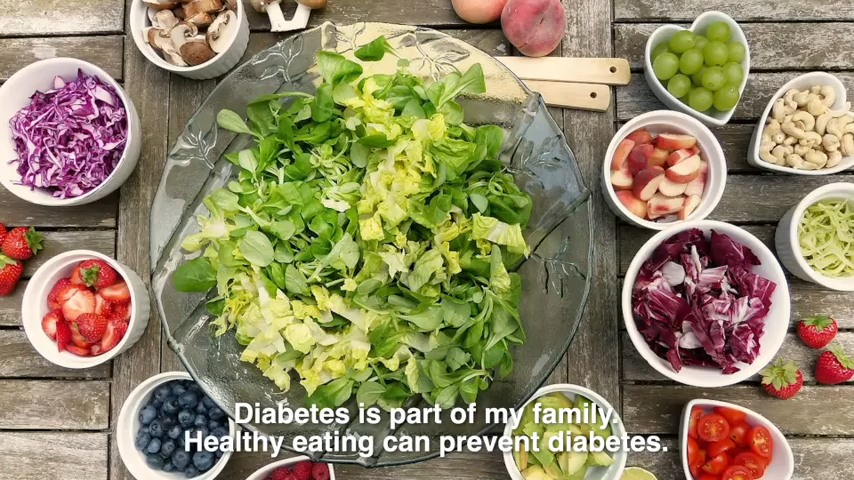 Diabetes is part of my family.
Healthy eating can prevent diabetes.